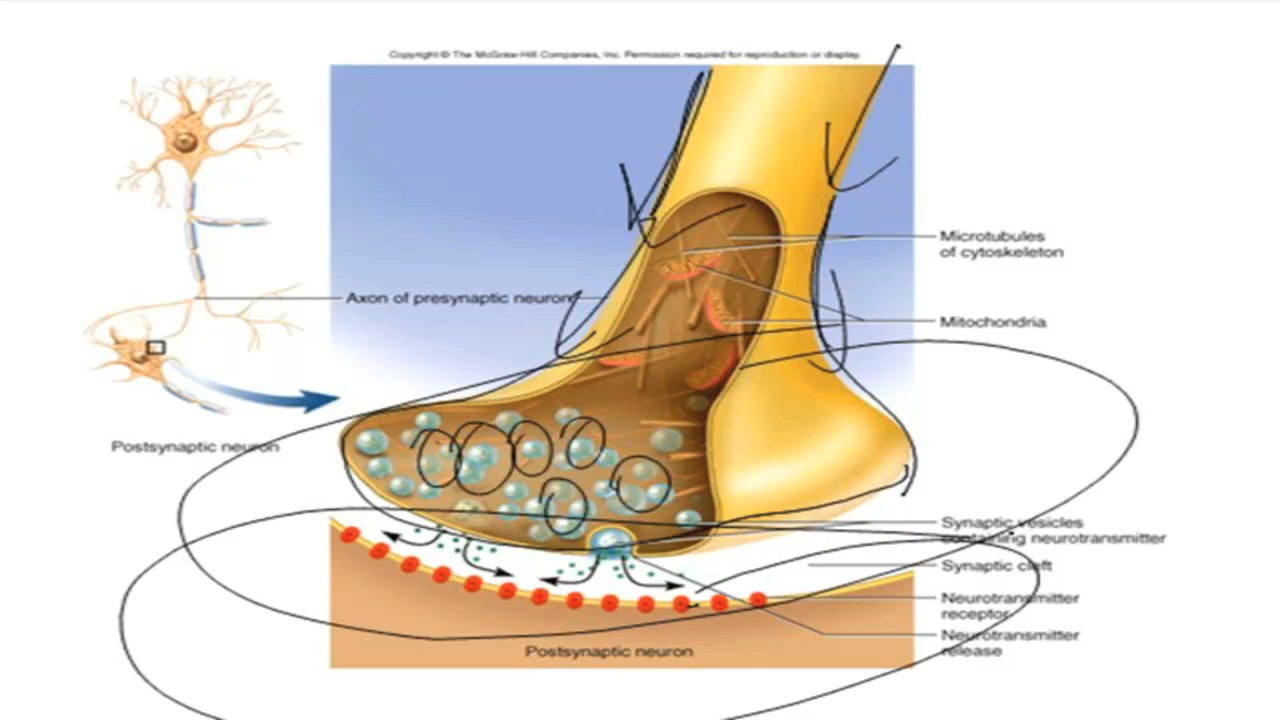 Copyright © The McGraw-Hill Companies, Inc. Permission required for reproduction or display.
Microtubules
of cytoskeleton
Axon of presynaptic neuron
Mitochondria
Postsynaptic neuron
Synaptic vesicles
containing neurotransmitter
Synaptic cleft
Neurotransmitter
receptor
Neurotransmitter
release
Postsynaptic neuron